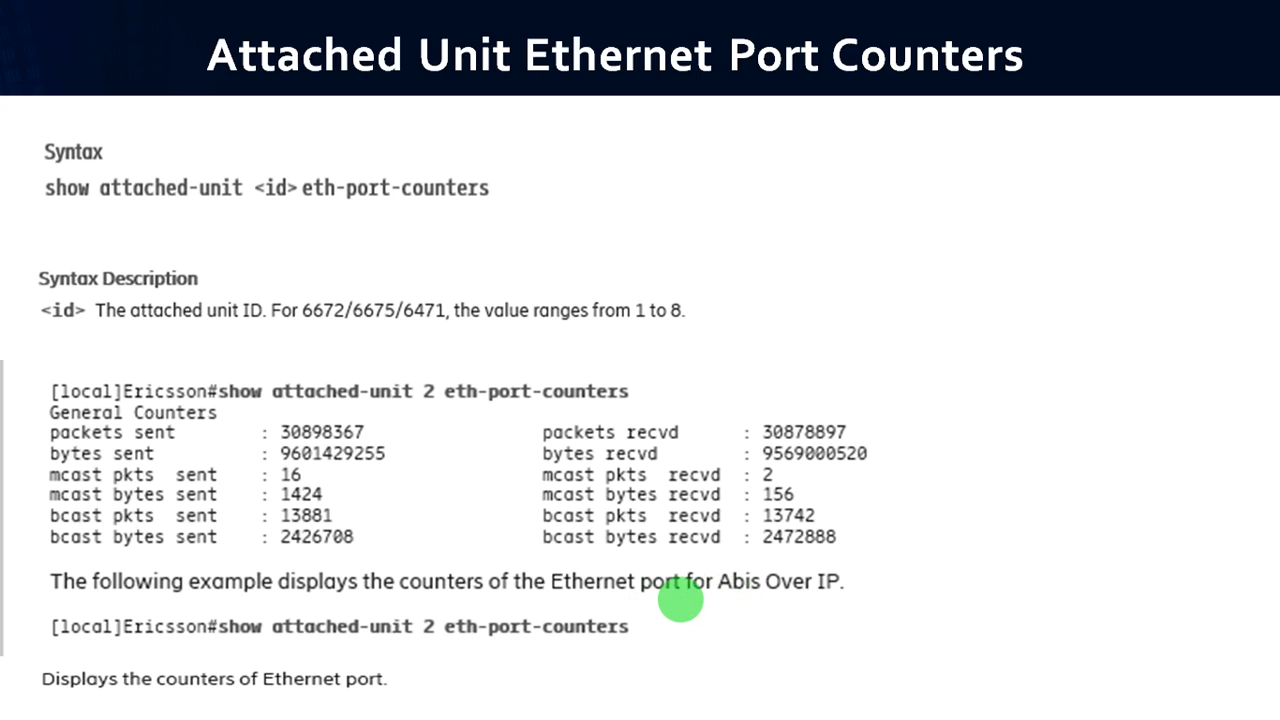 Attached Unit Ethernet Port Counters
Syntax
show attached-unit <id> eth-port-counters
Syntax Description
<id> The attached unit ID. For 6672/6675/6471, the value ranges from 1 to 8.
[local]Ericsson#show attached-unit 2 eth-port-counters
General Counters
packets sent : 30898367 packets recvd : 30878897
bytes sent : 9601429255 bytes recvd : 9569000520
mcast pkts sent : 16 mcast pkts recvd : 2
mcast bytes sent : 1424 mcast bytes recvd : 156
bcast pkts sent : 13881 bcast pkts recvd : 13742
bcast bytes sent : 2426708 bcast bytes recvd : 2472888
The following example displays the counters of the Ethernet port for Abis Over IP.
[local]Ericsson#show attached-unit 2 eth-port-counters
Displays the counters of Ethernet port.